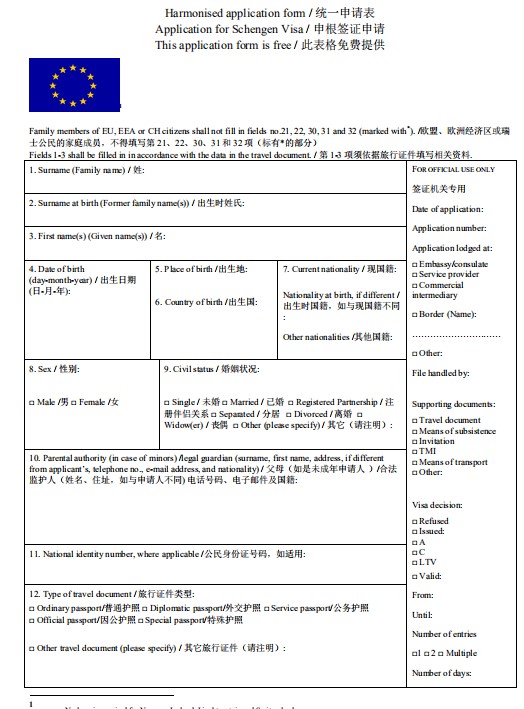 Harmonised application form / 统一申请表
Application for Schengen Visa / 申根签证申请
This application form is free / 此表格免费提供
Family members of EU, EEA or CH citizens shall not fill in fields no.21, 22, 30, 31 and 32 (marked with*). /欧盟、欧洲经济区或瑞
士公民的家庭成员，不得填写第 21、22、30、31 和 32 项（标有*的部分）
Fields 1-3 shall be filled in in accordance with the data in the travel document. / 第 1-3 项须依据旅行证件填写相关资料.
1. Surname (Family name) / 姓:
2. Surname at birth (Former family name(s)) / 出生时姓氏:
3. First name(s) (Given name(s)) / 名:
4. Date of birth
(day-month-year) / 出生日期
(日-月-年):
5. Place of birth /出生地:
6. Country of birth /出生国:
7. Current nationality / 现国籍:
Nationality at birth, if different /
出生时国籍，如与现国籍不同
:
Other nationalities /其他国籍:
8. Sex / 性别:
□ Male /男 □ Female /女
9. Civil status / 婚姻状况:
□ Single / 未婚 □ Married / 已婚 □ Registered Partnership / 注
册伴侣关系 □ Separated / 分居 □ Divorced / 离婚 □
Widow(er) / 丧偶 □ Other (please specify) / 其它（请注明）:
10. Parental authority (in case of minors) /legal guardian (surname, first name, address, if different
from applicant's, telephone no., e-mail address, and nationality) / 父母（如是未成年申请人 ）/合法
监护人（姓名、住址，如与申请人不同) 电话号码、电子邮件及国籍:
11. National identity number, where applicable /公民身份证号码，如适用:
12. Type of travel document / 旅行证件类型:
□ Ordinary passport/普通护照 □ Diplomatic passport/外交护照 □ Service passport/公务护照
□ Official passport/因公护照 □ Special passport/特殊护照
□ Other travel document (please specify) / 其它旅行证件（请注明）:
FOR OFFICIAL USE ONLY
签证机关专用
Date of application:
Application number:
Application lodged at:
□ Embassy/consulate
□ Service provider
□ Commercial
intermediary
□ Border (Name):
…………………………
□ Other:
File handled by:
Supporting documents:
□ Travel document
□ Means of subsistence
□ Invitation
□ TMI
□ Means of transport
□ Other:
Visa decision:
□ Refused
□ Issued:
□ A
□ C
□ LTV
□ Valid:
From:
Until:
Number of entries
□1 □ 2 □ Multiple
Number of days:
1